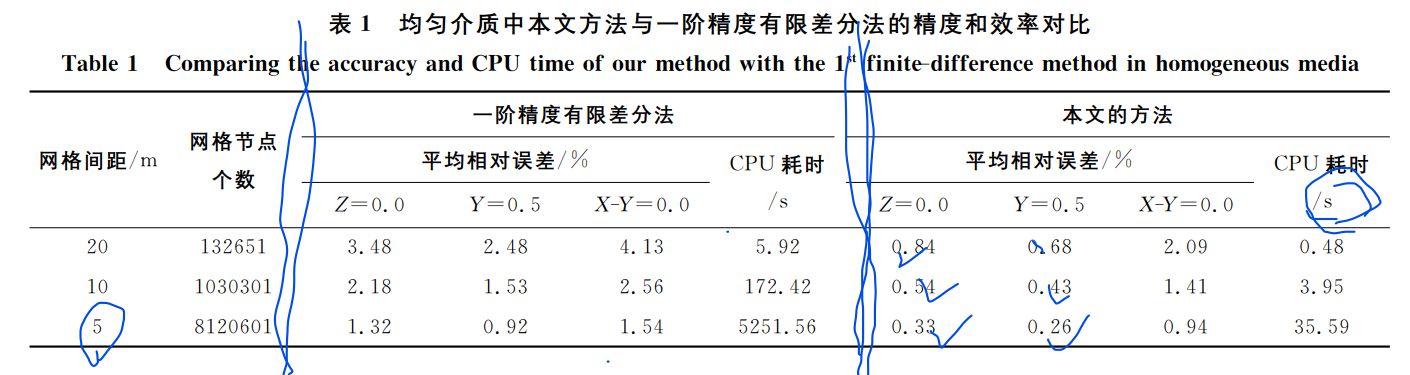 表 1 均匀介质中本文方法与一阶精度有限差分法的精度和效率对比
Table 1 Comparing the accuracy and CPU time of our method with the 1st finite-difference method in homogeneous media
网格间距/m 网格节点个数 一阶精度有限差分法 本文的方法
平均相对误差/% CPU 耗时/s 平均相对误差/% CPU 耗时/s
Z=0.0 Y=0.5 X-Y=0.0 Z=0.0 Y=0.5 X-Y=0.0
20 132651 3.48 2.48 4.13 5.92 0.84 0.68 2.09 0.48
10 1030301 2.18 1.53 2.56 172.42 0.54 0.43 1.41 3.95
5 8120601 1.32 0.92 1.54 5251.56 0.33 0.26 0.94 35.59